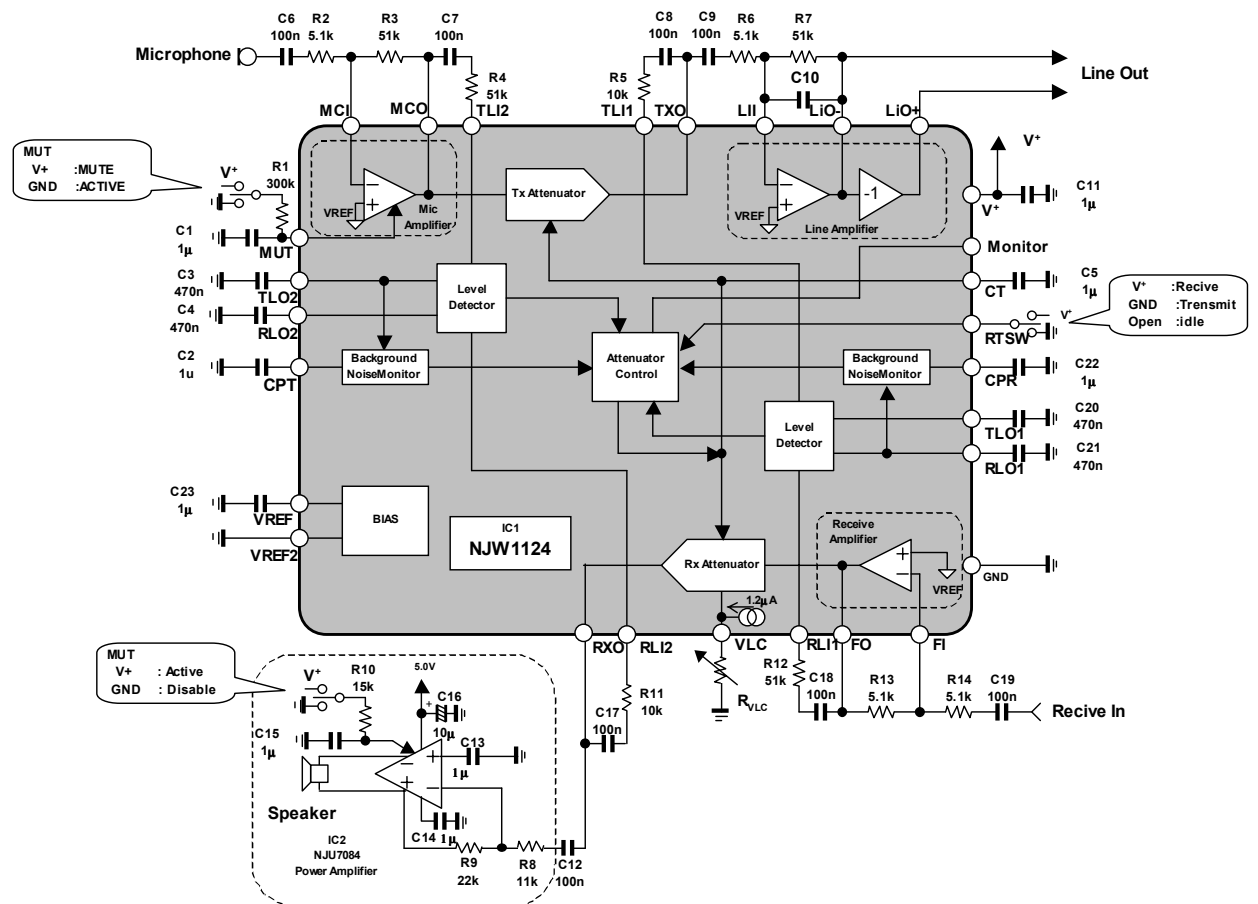 C6 R2 R3 C7
100n 5.1k 51k 100n
Microphone
R4
51k
MCI MCO TLI2
C8 C9 R6 R7
100n 100n 5.1k 51k
R5
10k
C10
Line Out
TLI1 TXO LII LiO- LiO+
MUT
V+ :MUTE
GND :ACTIVE
V⁺
R1
300k
C1
1µ
MUT
VREF
Mic
Amplifier
Tx Attenuator
VREF
-1
Line Amplifier
V⁺
V⁺
C11
1µ
Monitor
C3
470n
TLO2
C4
470n
RLO2
Level
Detector
CT
C5
1µ
V⁺ :Recive
GND :Transmit
Open :idle
V⁺
RTSW
C2
1u
CPT
Background
NoiseMonitor
Attenuator
Control
Background
NoiseMonitor
CPR
C22
1µ
Level
Detector
C20
470n
TLO1
C21
470n
RLO1
C23
1µ
VREF
VREF2
BIAS
IC1
NJW1124
Receive
Amplifier
Rx Attenuator
VREF
GND
1.2µA
RXO RLI2 VLC RLI1 FO FI
MUT
V+ : Active
GND : Disable
V⁺
R10
15k
5.0V
+
C16
10µ
C15
1µ
C13
1µ
C14 1µ
Speaker
IC2
NJU7084
Power Amplifier
R9
22k
R8
11k
C12
100n
C17
100n
R11
10k
RVLC
R12
51k
C18
100n
R13
5.1k
R14
5.1k
C19
100n
Recive In